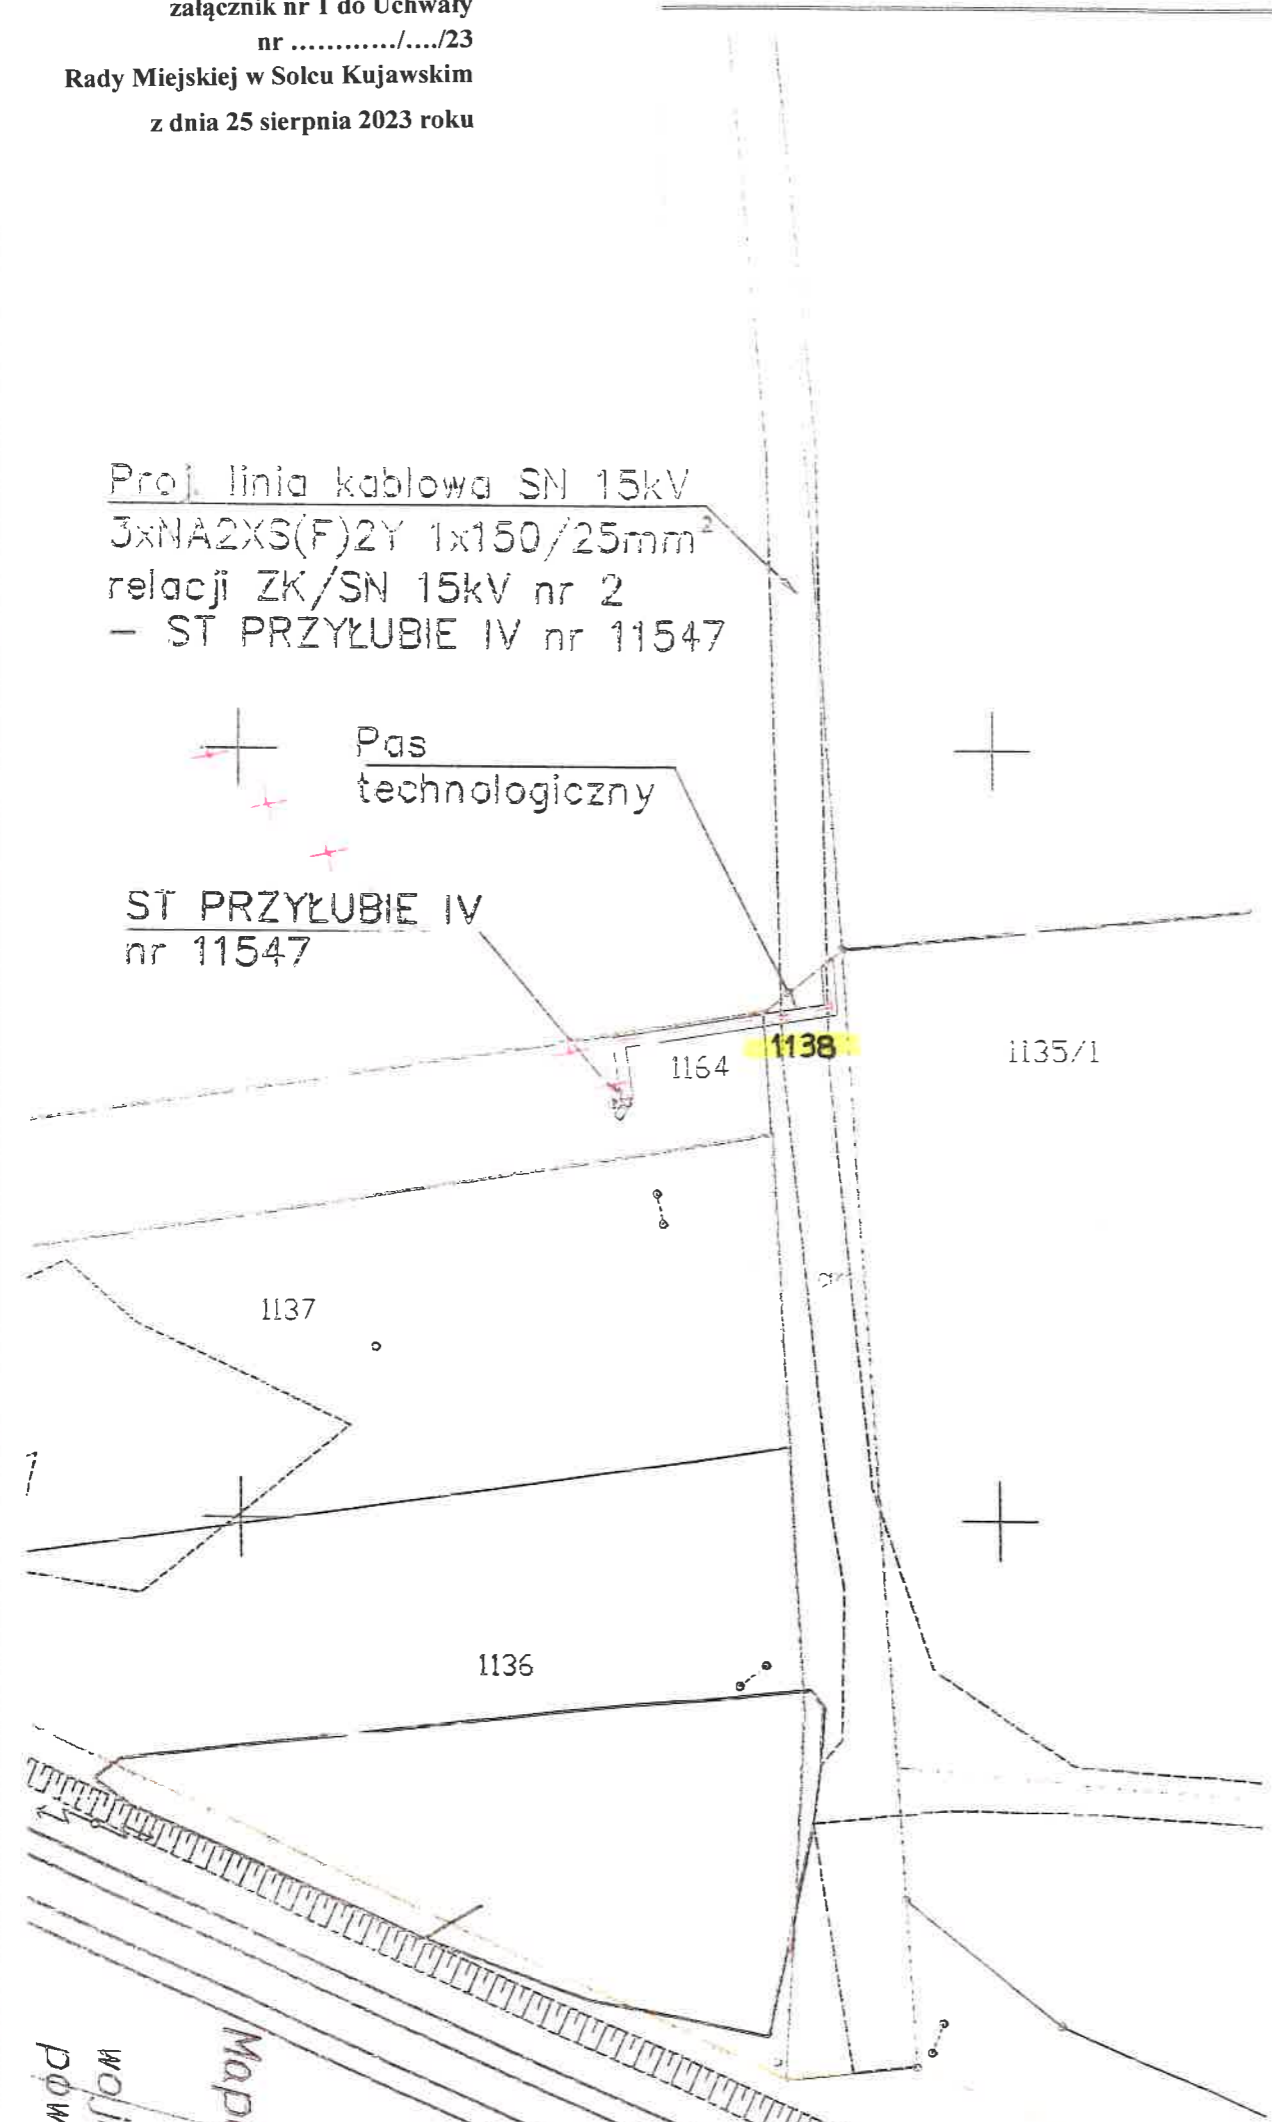 załącznik nr 1 do Uchwały
nr ............/..../23
Rady Miejskiej w Solcu Kujawskim
z dnia 25 sierpnia 2023 roku
Proj. linia kablowa SN 15kV
3xNA2XS(F)2Y 1x150/25mm²
relacji ZK/SN 15kV nr 2
– ST PRZYŁUBIE IV nr 11547
Pas
technologiczny
ST PRZYŁUBIE IV
nr 11547
1164
1138
1135/1
1137
1136